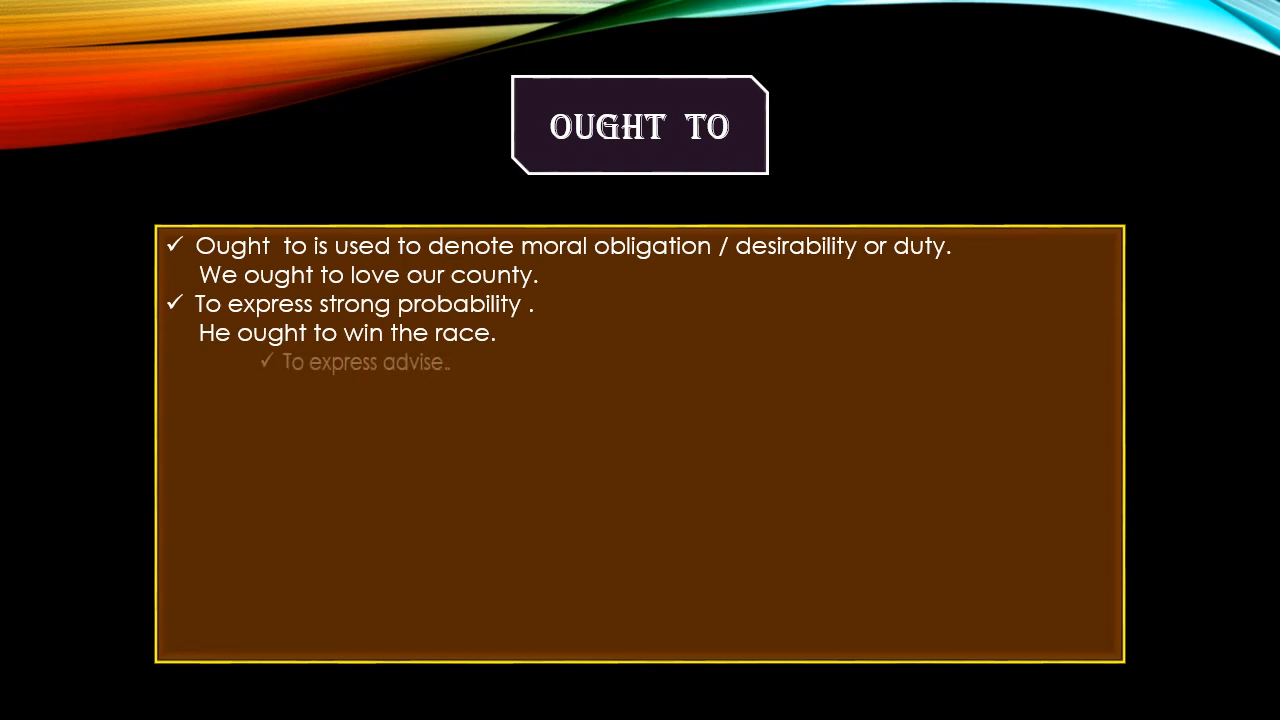 OUGHT TO
✓ Ought to is used to denote moral obligation / desirability or duty.
We ought to love our county.
✓ To express strong probability .
He ought to win the race.
✓ To express advise..